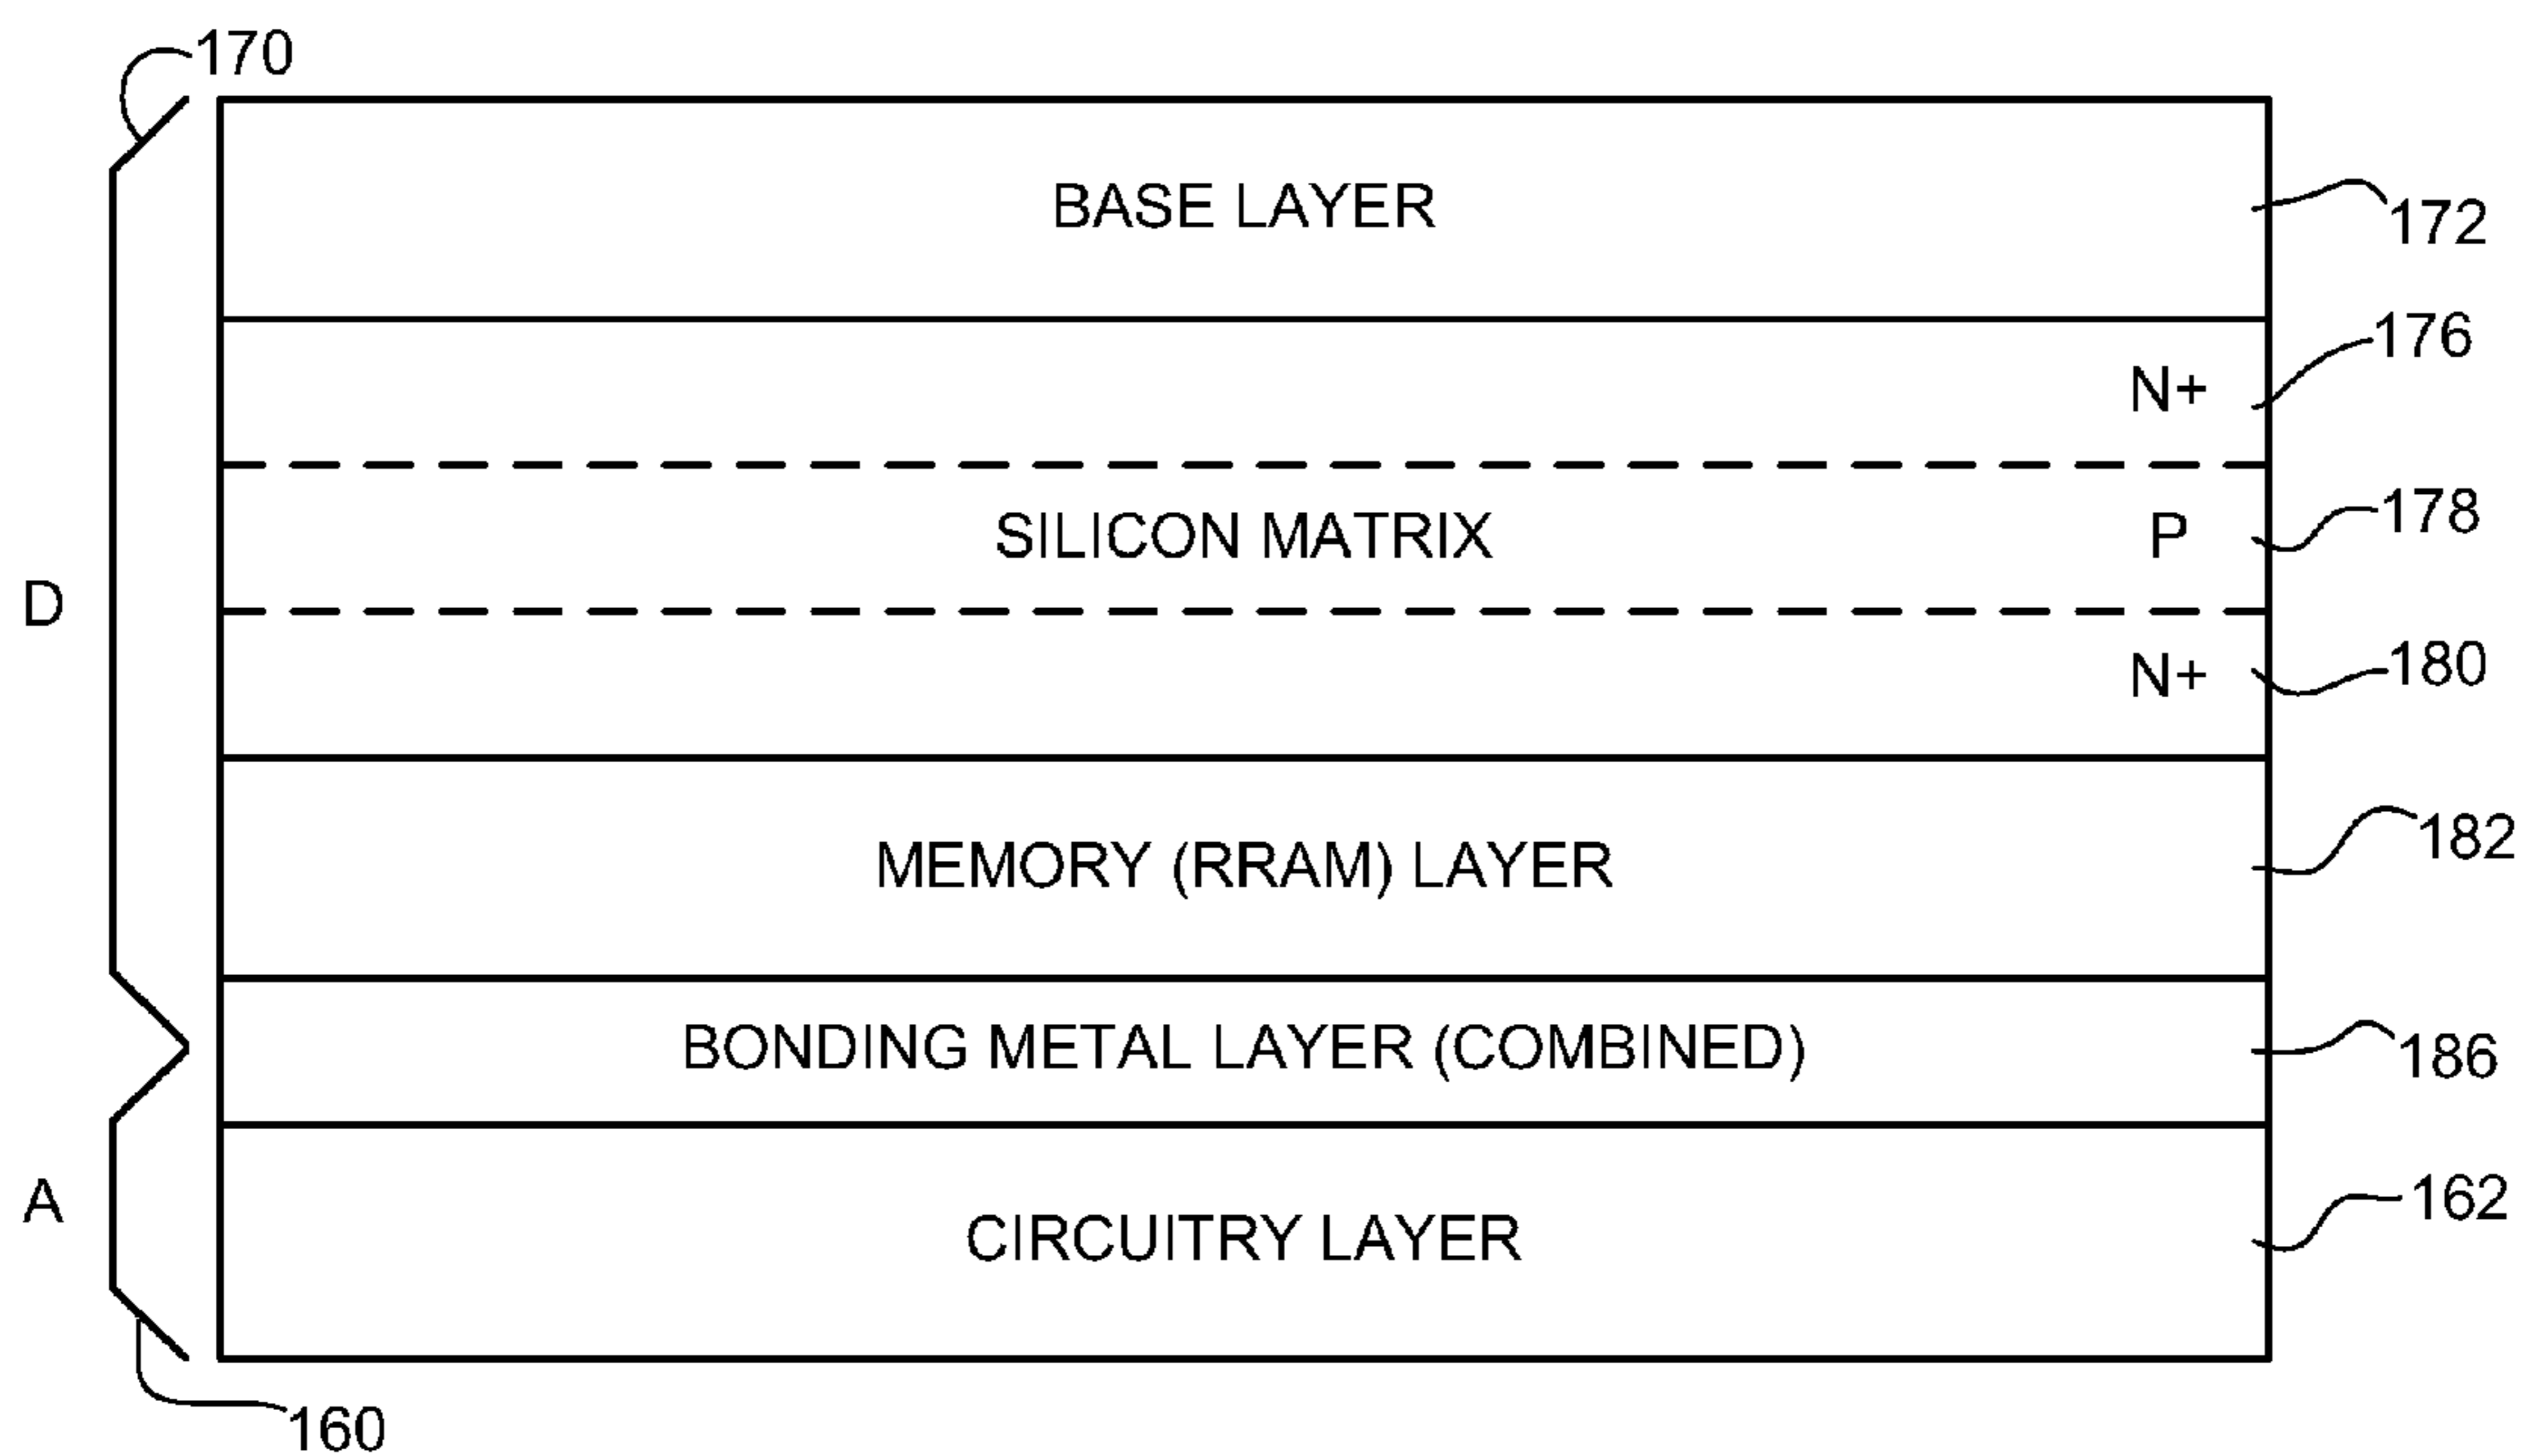 170
BASE LAYER
172
176
N+
SILICON MATRIX
P
178
D
N+
180
MEMORY (RRAM) LAYER
182
BONDING METAL LAYER (COMBINED)
186
A
CIRCUITRY LAYER
162
160